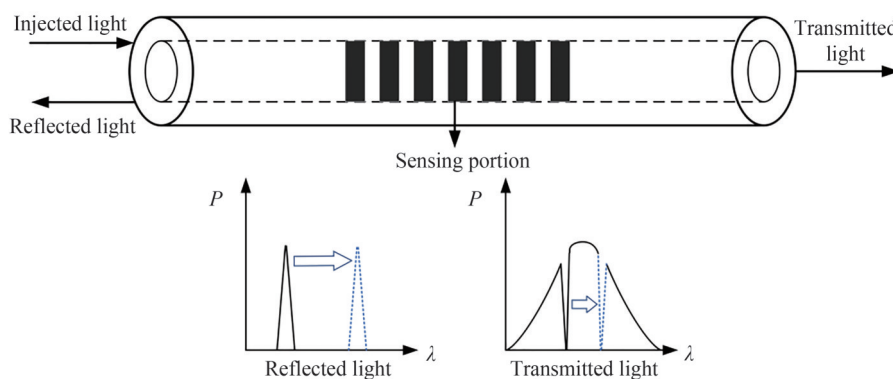 Injected light
Reflected light
Transmitted
light
Sensing portion
P
λ
Reflected light
P
λ
Transmitted light